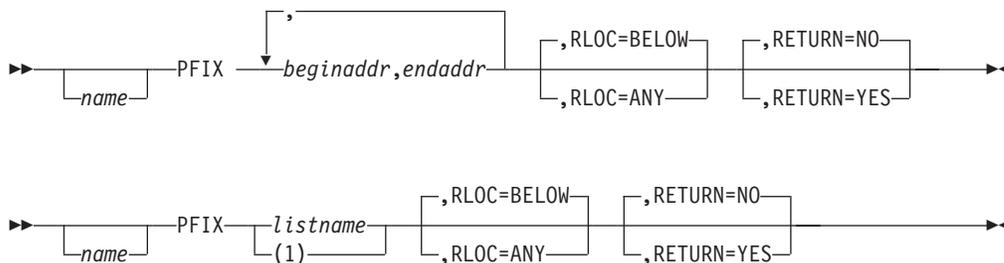 ,
,RLOC=BELOW ,RETURN=NO
PFIX beginaddr,endaddr
name ,RLOC=ANY ,RETURN=YES
,RLOC=BELOW ,RETURN=NO
PFIX listname
name (1) ,RLOC=ANY ,RETURN=YES